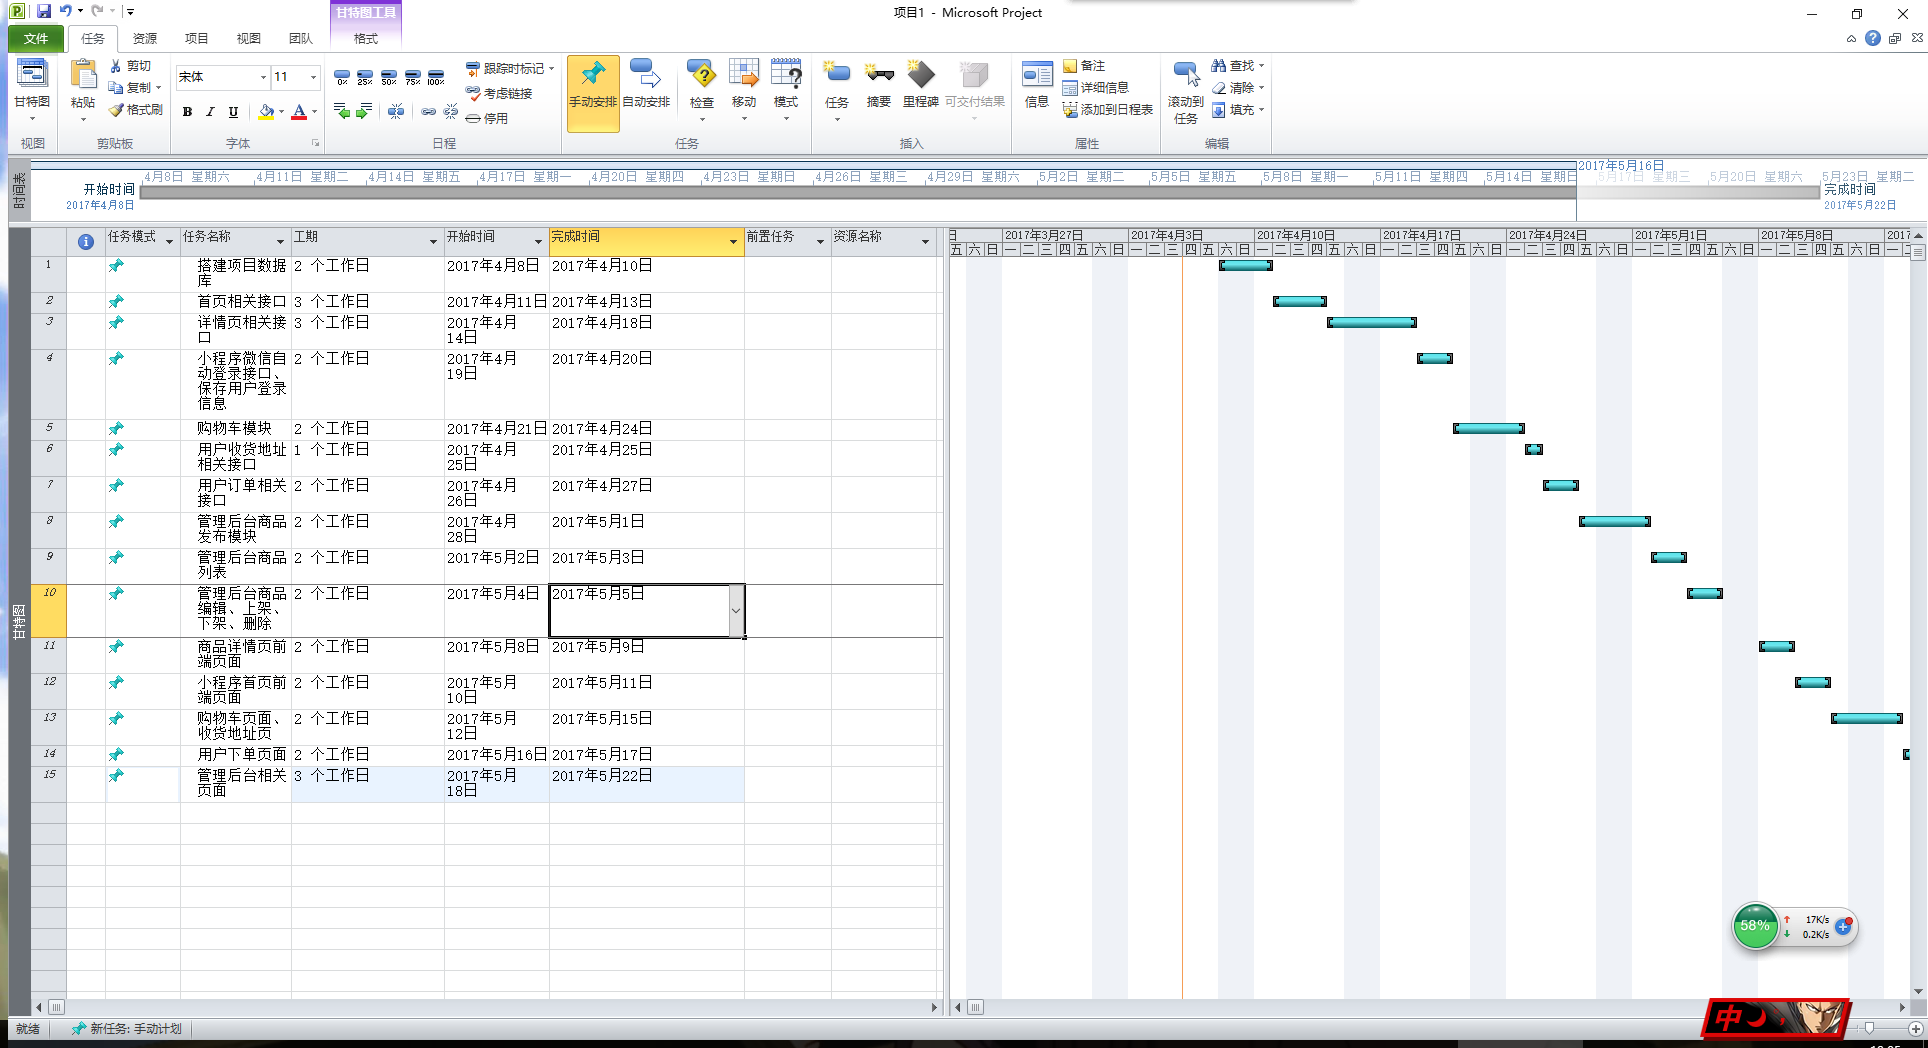 甘特图工具
项目1 - Microsoft Project
文件 任务 资源 项目 视图 团队 格式
甘特图 粘贴 剪切 复制 格式刷
宋体 11
B I U A
0% 25% 50% 75% 100%
跟踪时标记 考虑链接 停用
手动安排 自动安排 检查 移动 模式
任务 摘要 里程碑 可交付结果
信息 备注 详细信息 添加到日程表
滚动到任务 查找 清除 填充
视图 剪贴板 字体 日程 任务 插入 属性 编辑
时间表
2017年5月16日
4月8日 星期六 4月11日 星期二 4月14日 星期五 4月17日 星期一 4月20日 星期四 4月23日 星期日 4月26日 星期三 4月29日 星期六 5月2日 星期二 5月5日 星期五 5月8日 星期一 5月11日 星期四 5月14日 星期日 5月17日 星期三 5月20日 星期六 5月23日 星期二
开始时间
2017年4月8日
完成时间
2017年5月22日
甘特图
任务模式 任务名称 工期 开始时间 完成时间 前置任务 资源名称
日 2017年3月27日 2017年4月3日 2017年4月10日 2017年4月17日 2017年4月24日 2017年5月1日 2017年5月8日 2017
五 六 日 一 二 三 四 五 六 日 一 二 三 四 五 六 日 一 二 三 四 五 六 日 一 二 三 四 五 六 日 一 二 三 四 五 六 日 一 二 三 四 五 六 日 一 二 三 四 五 六 日 一
1 搭建项目数据库 2 个工作日 2017年4月8日 2017年4月10日
2 首页相关接口 3 个工作日 2017年4月11日 2017年4月13日
3 详情页相关接口 3 个工作日 2017年4月14日 2017年4月18日
4 小程序微信自动登录接口、保存用户登录信息 2 个工作日 2017年4月19日 2017年4月20日
5 购物车模块 2 个工作日 2017年4月21日 2017年4月24日
6 用户收货地址相关接口 1 个工作日 2017年4月25日 2017年4月25日
7 用户订单相关接口 2 个工作日 2017年4月26日 2017年4月27日
8 管理后台商品发布模块 2 个工作日 2017年4月28日 2017年5月1日
9 管理后台商品列表 2 个工作日 2017年5月2日 2017年5月3日
10 管理后台商品编辑、上架、下架、删除 2 个工作日 2017年5月4日 2017年5月5日
11 商品详情页前端页面 2 个工作日 2017年5月8日 2017年5月9日
12 小程序首页前端页面 2 个工作日 2017年5月10日 2017年5月11日
13 购物车页面、收货地址页 2 个工作日 2017年5月12日 2017年5月15日
14 用户下单页面 2 个工作日 2017年5月16日 2017年5月17日
15 管理后台相关页面 3 个工作日 2017年5月18日 2017年5月22日
58% 17K/s
0.2K/s
中
就绪 新任务: 手动计划